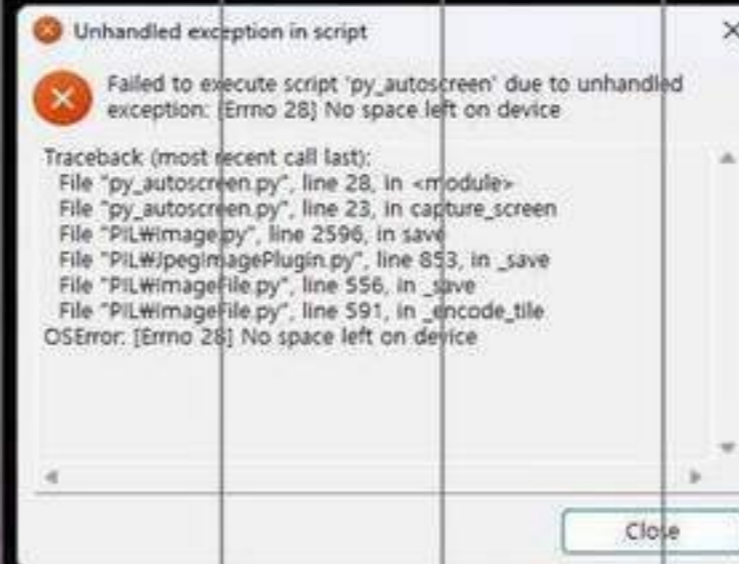 Unhandled exception in script
Failed to execute script 'py_autoscreen' due to unhandled
exception: [Errno 28] No space left on device
Traceback (most recent call last):
File "py_autoscreen.py", line 28, in <module>
File "py_autoscreen.py", line 23, in capture_screen
File "PIL₩Image.py", line 2596, in save
File "PIL₩JpegImagePlugin.py", line 853, in _save
File "PIL₩ImageFile.py", line 556, in _save
File "PIL₩ImageFile.py", line 591, in _encode_tile
OSError: [Errno 28] No space left on device
Close